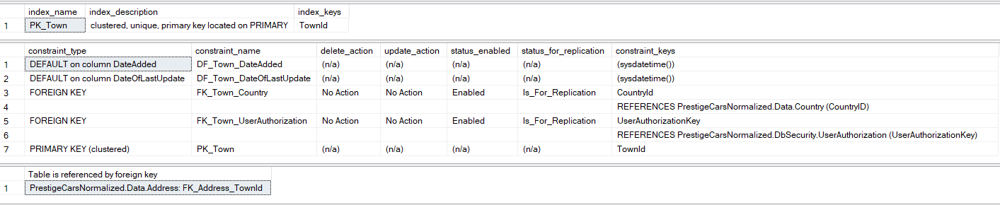 index_name index_description index_keys
1 PK_Town clustered, unique, primary key located on PRIMARY TownId
constraint_type constraint_name delete_action update_action status_enabled status_for_replication constraint_keys
1 DEFAULT on column DateAdded DF_Town_DateAdded (n/a) (n/a) (n/a) (n/a) (sysdatetime())
2 DEFAULT on column DateOfLastUpdate DF_Town_DateOfLastUpdate (n/a) (n/a) (n/a) (n/a) (sysdatetime())
3 FOREIGN KEY FK_Town_Country No Action No Action Enabled Is_For_Replication CountryId
4 REFERENCES PrestigeCarsNormalized.Data.Country (CountryID)
5 FOREIGN KEY FK_Town_UserAuthorization No Action No Action Enabled Is_For_Replication UserAuthorizationKey
6 REFERENCES PrestigeCarsNormalized.DbSecurity.UserAuthorization (UserAuthorizationKey)
7 PRIMARY KEY (clustered) PK_Town (n/a) (n/a) (n/a) (n/a) TownId
Table is referenced by foreign key
1 PrestigeCarsNormalized.Data.Address: FK_Address_TownId